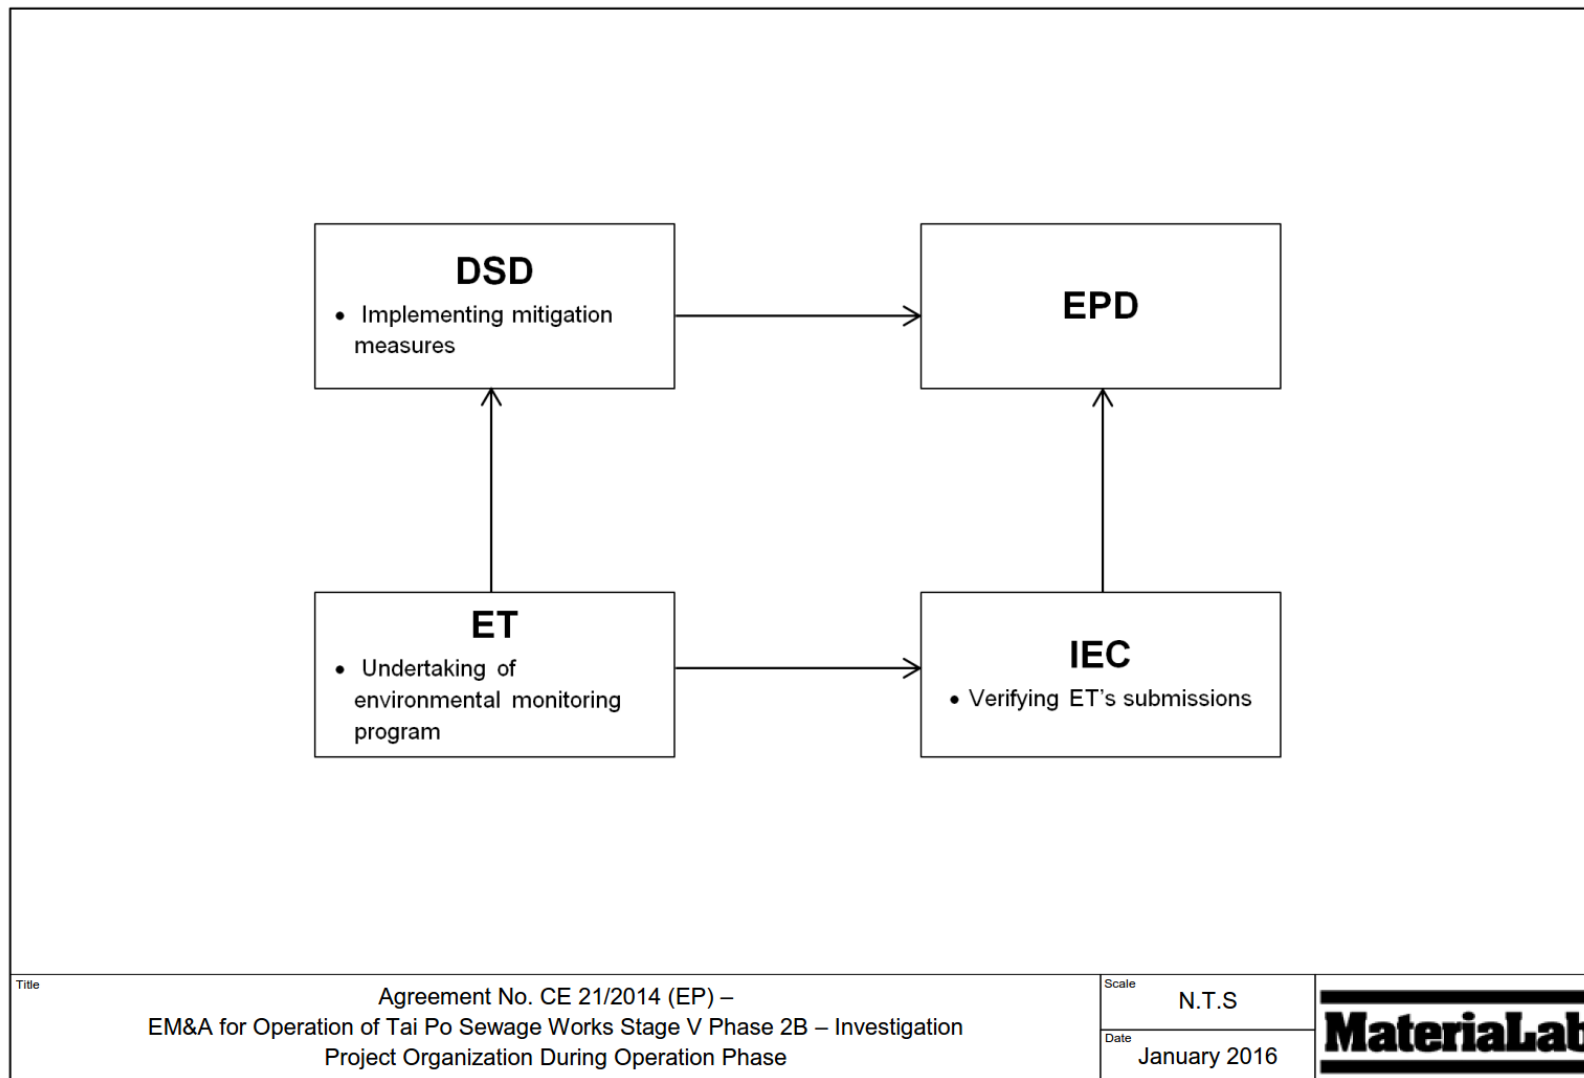 DSD
• Implementing mitigation
measures
EPD
ET
• Undertaking of
environmental monitoring
program
IEC
• Verifying ET's submissions
Title
Agreement No. CE 21/2014 (EP) –
EM&A for Operation of Tai Po Sewage Works Stage V Phase 2B – Investigation
Project Organization During Operation Phase
Scale
N.T.S
Date
January 2016
MateriaLab